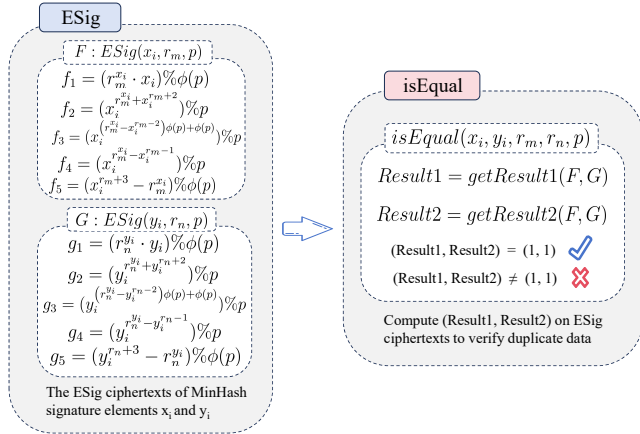 ESig
F : ESig(x_i, r_m, p)
f_1 = (r_m^{x_i} · x_i)%ϕ(p)
f_2 = (x_i^{r_m^{x_i}+x_i^{r_m+2}})%p
f_3 = (x_i^{(r_m^{x_i}−x_i^{r_m−2})ϕ(p)+ϕ(p)})%p
f_4 = (x_i^{r_m^{x_i}−x_i^{r_m−1}})%p
f_5 = (x_i^{r_m+3} − r_m^{x_i})%ϕ(p)
G : ESig(y_i, r_n, p)
g_1 = (r_n^{y_i} · y_i)%ϕ(p)
g_2 = (y_i^{r_n^{y_i}+y_i^{r_n+2}})%p
g_3 = (y_i^{(r_n^{y_i}−y_i^{r_n−2})ϕ(p)+ϕ(p)})%p
g_4 = (y_i^{r_n^{y_i}−y_i^{r_n−1}})%p
g_5 = (y_i^{r_n+3} − r_n^{y_i})%ϕ(p)
The ESig ciphertexts of MinHash
signature elements x_i and y_i
isEqual
isEqual(x_i, y_i, r_m, r_n, p)
Result1 = getResult1(F, G)
Result2 = getResult2(F, G)
(Result1, Result2) = (1, 1)
(Result1, Result2) ≠ (1, 1)
Compute (Result1, Result2) on ESig
ciphertexts to verify duplicate data